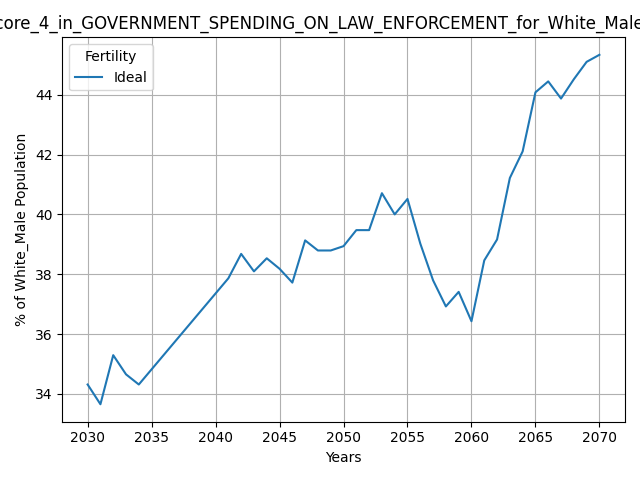 core_4_in_GOVERNMENT_SPENDING_ON_LAW_ENFORCEMENT_for_White_Male
Fertility
Ideal
% of White_Male Population
44
42
40
38
36
34
2030 2035 2040 2045 2050 2055 2060 2065 2070
Years